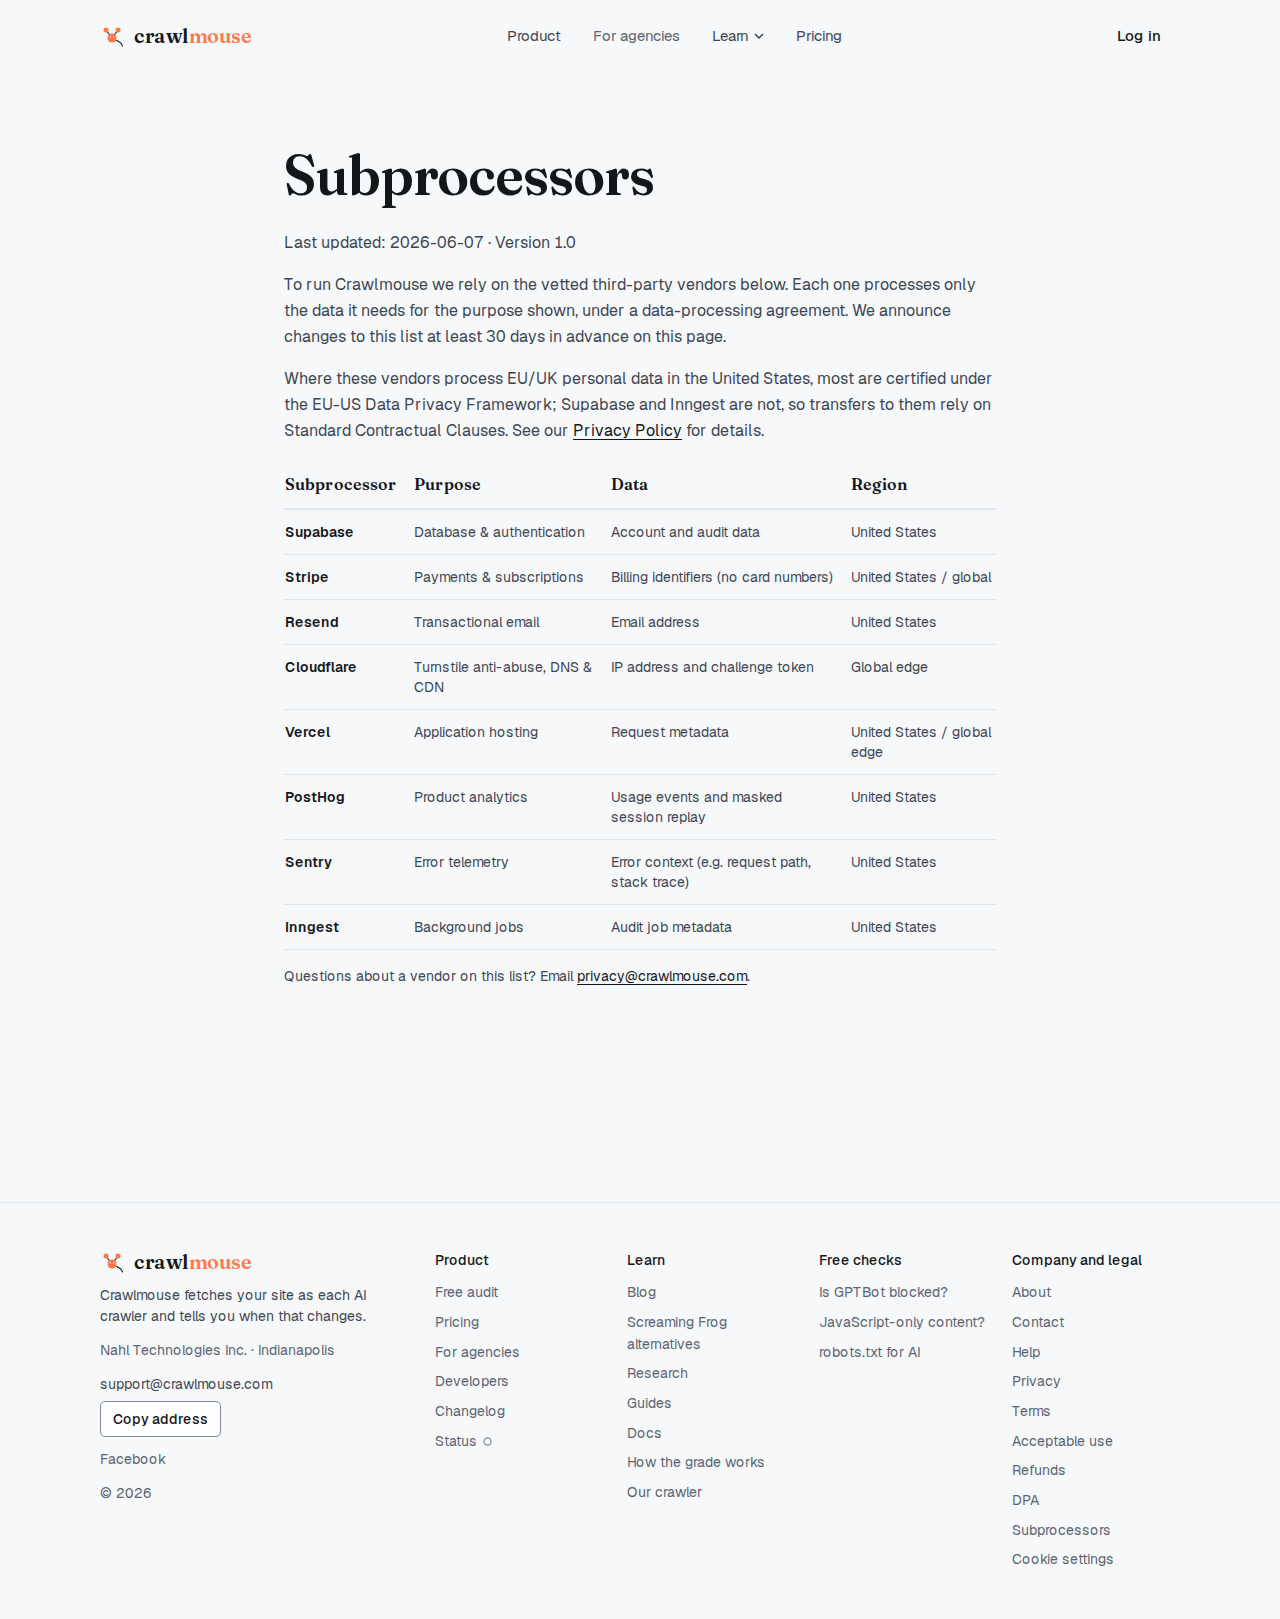 crawlmouse
Product
For agencies
Learn
Pricing
Log in
Subprocessors
Last updated: 2026-06-07 · Version 1.0
To run Crawlmouse we rely on the vetted third-party vendors below. Each one processes only
the data it needs for the purpose shown, under a data-processing agreement. We announce
changes to this list at least 30 days in advance on this page.
Where these vendors process EU/UK personal data in the United States, most are certified under
the EU-US Data Privacy Framework; Supabase and Inngest are not, so transfers to them rely on
Standard Contractual Clauses. See our Privacy Policy for details.
Subprocessor Purpose Data Region
Supabase Database & authentication Account and audit data United States
Stripe Payments & subscriptions Billing identifiers (no card numbers) United States / global
Resend Transactional email Email address United States
Cloudflare Turnstile anti-abuse, DNS & IP address and challenge token Global edge
CDN
Vercel Application hosting Request metadata United States / global
edge
PostHog Product analytics Usage events and masked United States
session replay
Sentry Error telemetry Error context (e.g. request path, United States
stack trace)
Inngest Background jobs Audit job metadata United States
Questions about a vendor on this list? Email privacy@crawlmouse.com.
crawlmouse
Crawlmouse fetches your site as each AI
crawler and tells you when that changes.
Nahl Technologies Inc. · Indianapolis
support@crawlmouse.com
Copy address
Facebook
© 2026
Product
Free audit
Pricing
For agencies
Developers
Changelog
Status
Learn
Blog
Screaming Frog
alternatives
Research
Guides
Docs
How the grade works
Our crawler
Free checks
Is GPTBot blocked?
JavaScript-only content?
robots.txt for AI
Company and legal
About
Contact
Help
Privacy
Terms
Acceptable use
Refunds
DPA
Subprocessors
Cookie settings